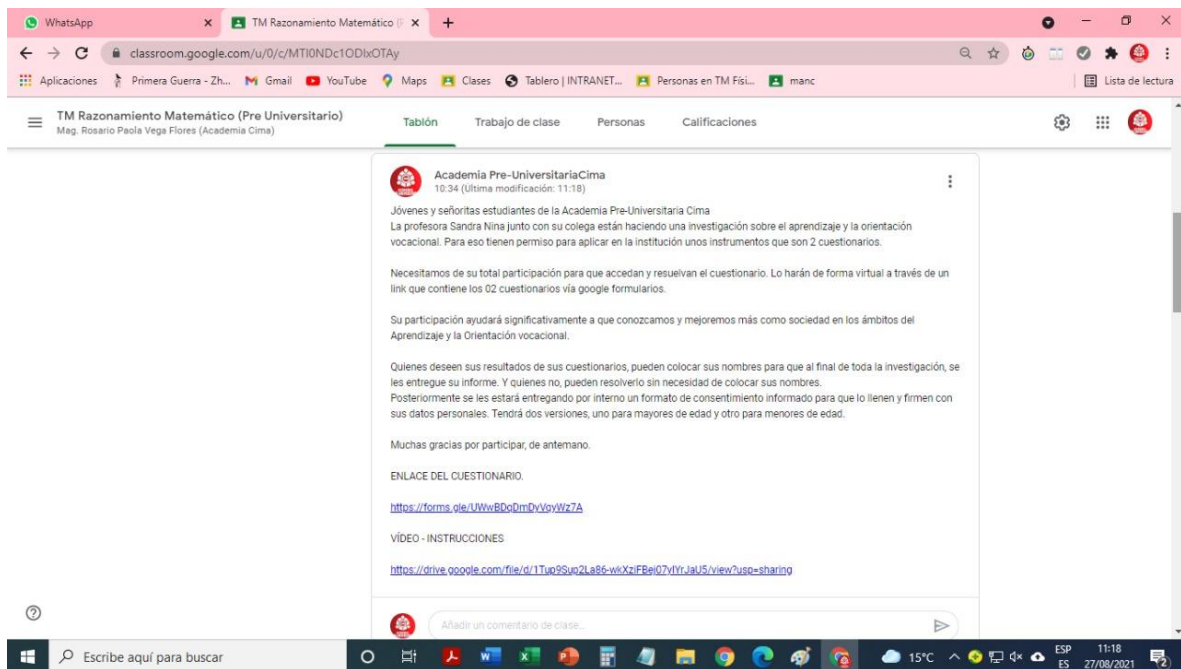 WhatsApp
TM Razonamiento Matemático (P
classroom.google.com/u/0/c/MTI0NDc1ODIxOTAy
Aplicaciones
Primera Guerra - Zh...
Gmail
YouTube
Maps
Clases
Tablero | INTRANET...
Personas en TM Físi...
manc
Lista de lectura
TM Razonamiento Matemático (Pre Universitario)
Mag. Rosario Paola Vega Flores (Academia Cima)
Tablón
Trabajo de clase
Personas
Calificaciones
Academia Pre-UniversitariaCima
10:34 (Última modificación: 11:18)
Jóvenes y señoritas estudiantes de la Academia Pre-Universitaria Cima
La profesora Sandra Nina junto con su colega están haciendo una investigación sobre el aprendizaje y la orientación
vocacional. Para eso tienen permiso para aplicar en la institución unos instrumentos que son 2 cuestionarios.
Necesitamos de su total participación para que accedan y resuelvan el cuestionario. Lo harán de forma virtual a través de un
link que contiene los 02 cuestionarios vía google formularios.
Su participación ayudará significativamente a que conozcamos y mejoremos más como sociedad en los ámbitos del
Aprendizaje y la Orientación vocacional.
Quienes deseen sus resultados de sus cuestionarios, pueden colocar sus nombres para que al final de toda la investigación, se
les entregue su informe. Y quienes no, pueden resolverlo sin necesidad de colocar sus nombres.
Posteriormente se les estará entregando por interno un formato de consentimiento informado para que lo llenen y firmen con
sus datos personales. Tendrá dos versiones, uno para mayores de edad y otro para menores de edad.
Muchas gracias por participar, de antemano.
ENLACE DEL CUESTIONARIO.
https://forms.gle/UWwBDqDmDyVqyWz7A
VÍDEO - INSTRUCCIONES
https://drive.google.com/file/d/1Tup9Sup2La86-wkXziFBej07yIYrJaU5/view?usp=sharing
Añadir un comentario de clase...
Escribe aquí para buscar
15°C
ESP
ES
11:18
27/08/2021